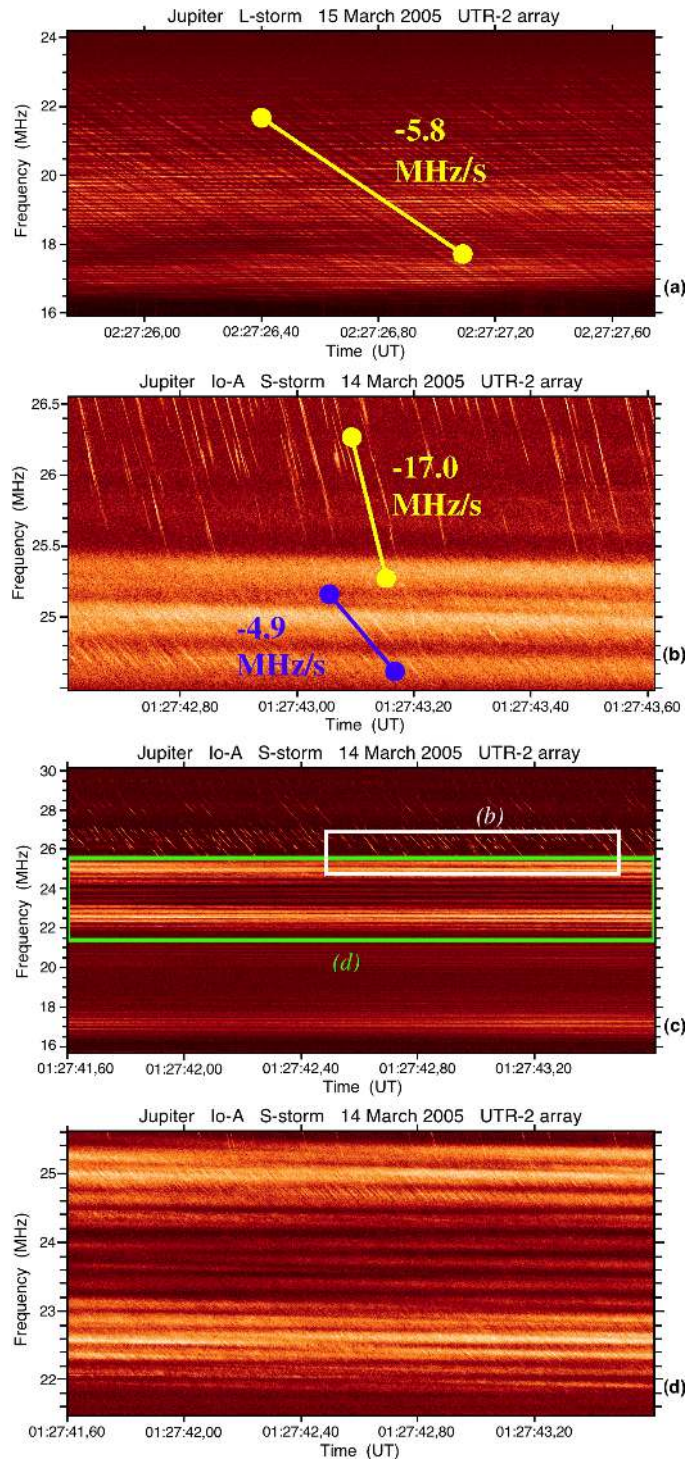 Jupiter L-storm 15 March 2005 UTR-2 array
24
22
20
18
16
Frequency (MHz)
-5.8
MHz/s
(a)
02:27:26,00 02:27:26,40 02:27:26,80 02:27:27,20 02,27:27,60
Time (UT)
Jupiter Io-A S-storm 14 March 2005 UTR-2 array
26.5
26
25.5
25
Frequency (MHz)
-17.0
MHz/s
-4.9
MHz/s
(b)
01:27:42,80 01:27:43,00 01:27:43,20 01:27:43,40 01:27:43,60
Time (UT)
Jupiter Io-A S-storm 14 March 2005 UTR-2 array
30
28
26
24
22
20
18
16
Frequency (MHz)
(b)
(d)
(c)
01:27:41,60 01:27:42,00 01:27:42,40 01:27:42,80 01:27:43,20
Time (UT)
Jupiter Io-A S-storm 14 March 2005 UTR-2 array
25
24
23
22
Frequency (MHz)
(d)
01:27:41,60 01:27:42,00 01:27:42,40 01:27:42,80 01:27:43,20
Time (UT)